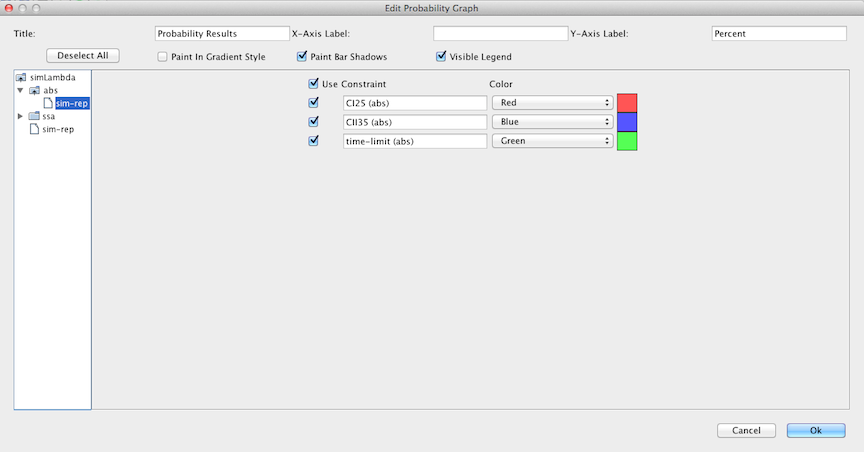 Edit Probability Graph
Title: Probability Results X-Axis Label: Y-Axis Label: Percent
Deselect All Paint In Gradient Style Paint Bar Shadows Visible Legend
simLambda
abs
sim-rep
ssa
sim-rep
Use Constraint Color
CI25 (abs) Red
CII35 (abs) Blue
time-limit (abs) Green
Cancel Ok